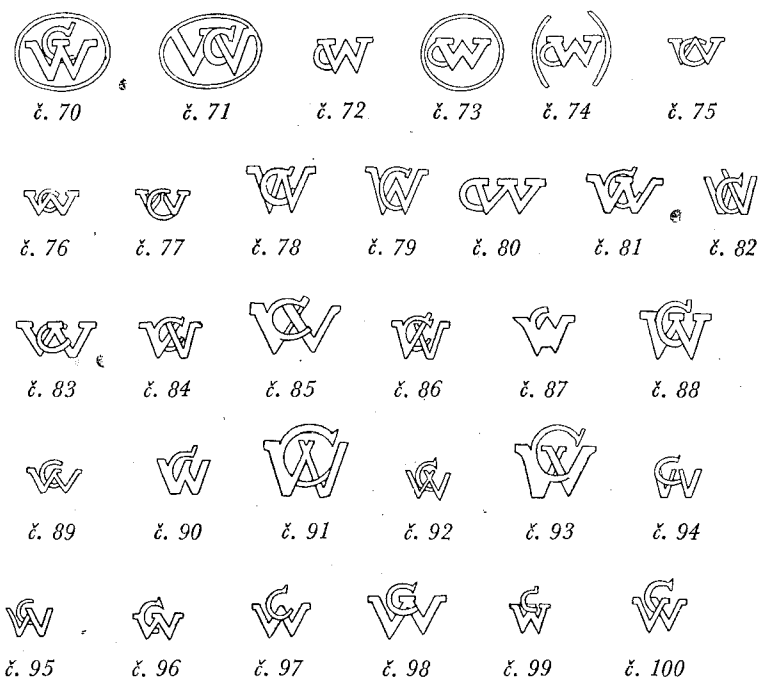 č. 70 č. 71 č. 72 č. 73 č. 74 č. 75
č. 76 č. 77 č. 78 č. 79 č. 80 č. 81 č. 82
č. 83 č. 84 č. 85 č. 86 č. 87 č. 88
č. 89 č. 90 č. 91 č. 92 č. 93 č. 94
č. 95 č. 96 č. 97 č. 98 č. 99 č. 100